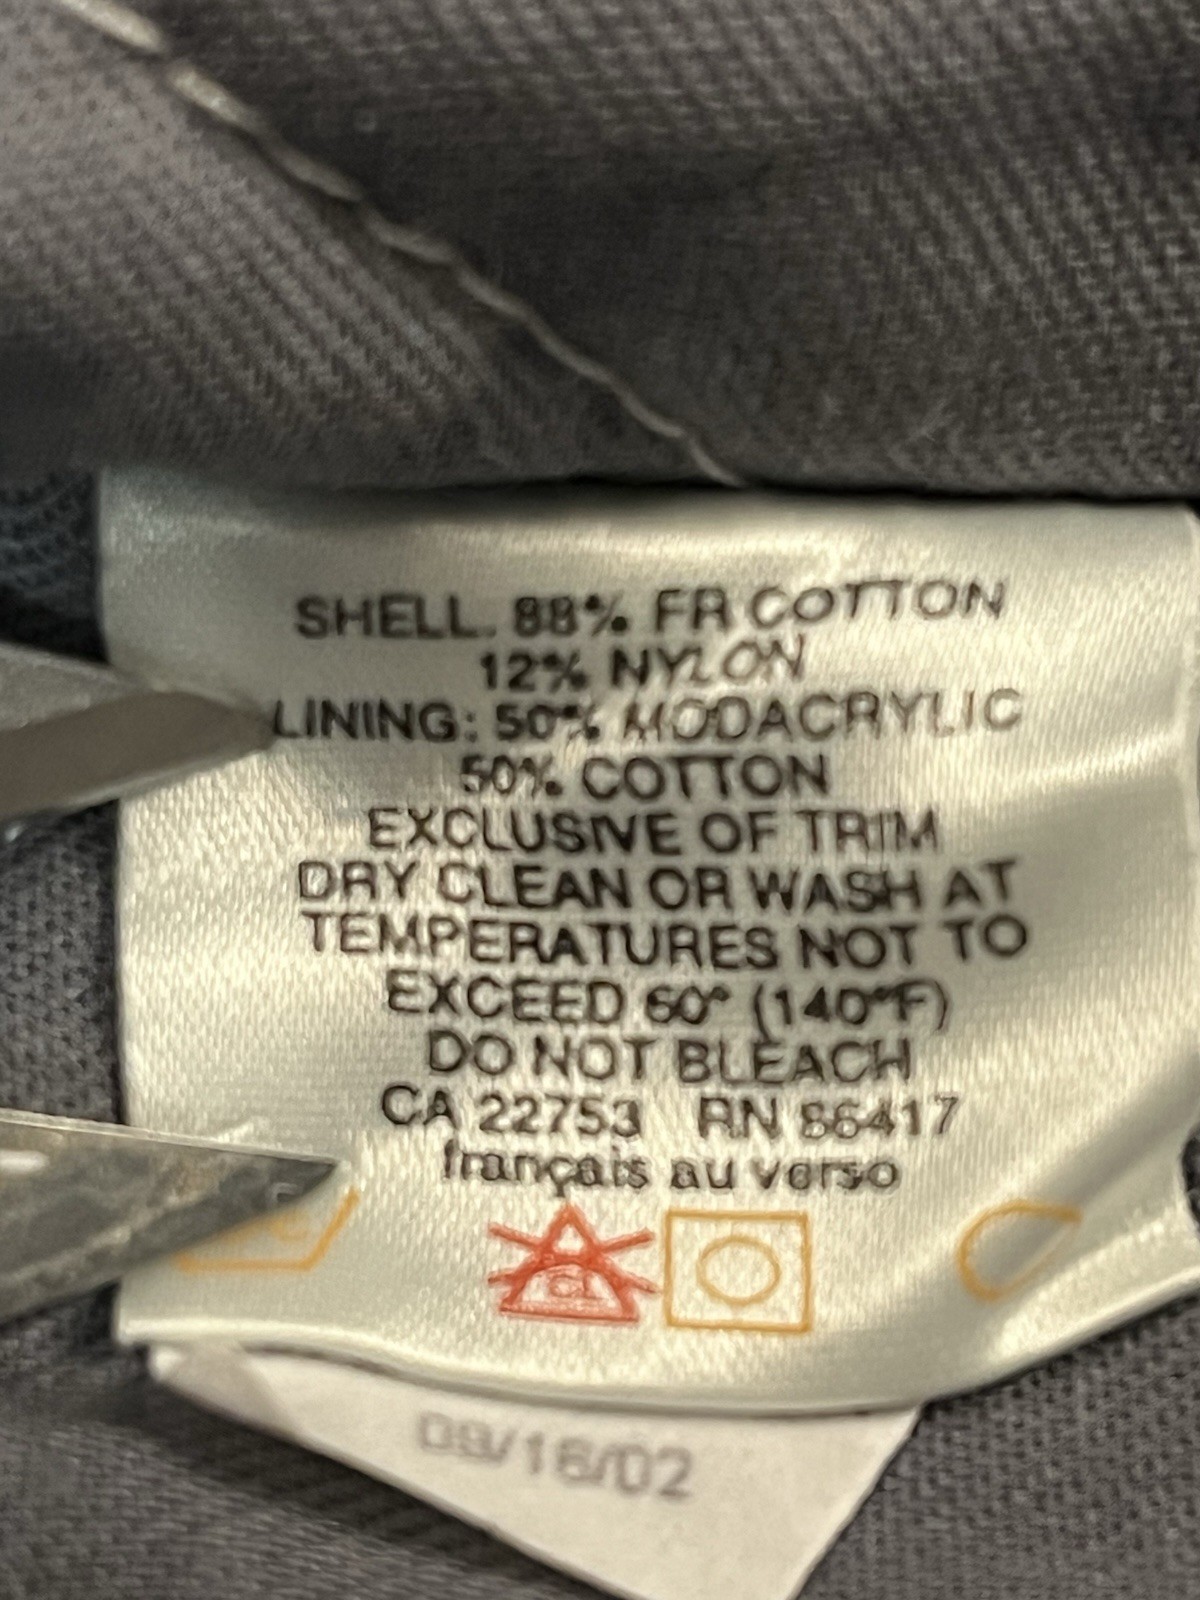 SHELL. 88% FR COTTON
12% NYLON
LINING: 50% MODACRYLIC
50% COTTON
EXCLUSIVE OF TRIM
DRY CLEAN OR WASH AT
TEMPERATURES NOT TO
EXCEED 60° (140°F)
DO NOT BLEACH
CA 22753 RN 86417
français au verso
CL
09/16/02